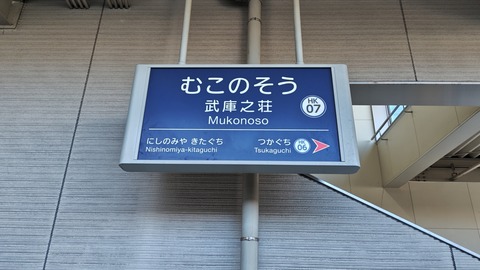 むこのそう
武庫之荘
Mukonoso
HK
07
にしのみや きたぐち
Nishinomiya-kitaguchi
つかぐち
Tsukaguchi
HK
06